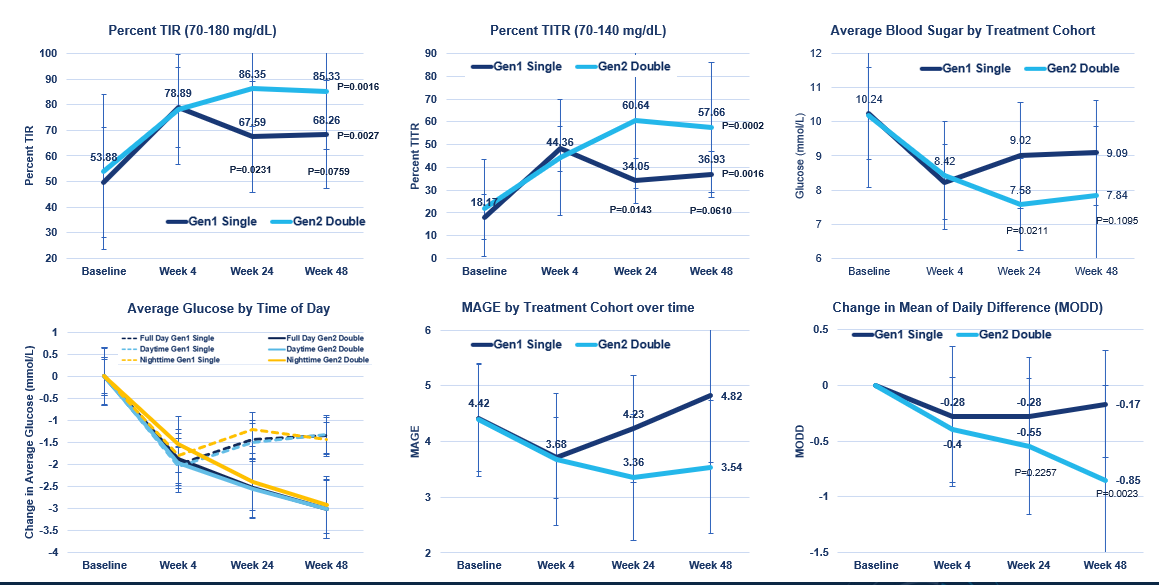 Percent TIR (70-180 mg/dL)
Percent TIR
100
90
80
70
60
50
40
30
20
53.88
78.89
86.35
85.33
67.59
68.26
P=0.0016
P=0.0027
P=0.0231
P=0.0759
Gen1 Single
Gen2 Double
Baseline
Week 4
Week 24
Week 48
Percent TITR (70-140 mg/dL)
Gen1 Single
Gen2 Double
Percent TITR
90
80
70
60
50
40
30
20
10
0
18.17
44.36
60.64
57.66
34.05
36.93
P=0.0002
P=0.0016
P=0.0143
P=0.0610
Baseline
Week 4
Week 24
Week 48
Average Blood Sugar by Treatment Cohort
Gen1 Single
Gen2 Double
Glucose (mmol/L)
12
11
10
9
8
7
6
10.24
8.42
9.02
9.09
7.58
7.84
P=0.0211
P=0.1095
Baseline
Week 4
Week 24
Week 48
Average Glucose by Time of Day
Full Day Gen1 Single
Full Day Gen2 Double
Daytime Gen1 Single
Daytime Gen2 Double
Nighttime Gen1 Single
Nighttime Gen2 Double
Change in Average Glucose (mmol/L)
1
0,5
0
-0.5
-1
-1.5
-2
-2.5
-3
-3.5
-4
Baseline
Week 4
Week 24
Week 48
MAGE by Treatment Cohort over time
Gen1 Single
Gen2 Double
MAGE
6
5
4
3
2
4.42
3.68
4.23
4.82
3.36
3.54
Baseline
Week 4
Week 24
Week 48
Change in Mean of Daily Difference (MODD)
Gen1 Single
Gen2 Double
MODD
0.5
0
-0.5
-1
-1.5
-0.28
-0.28
-0.17
-0.4
-0.55
-0.85
P=0.2257
P=0.0023
Baseline
Week 4
Week 24
Week 48